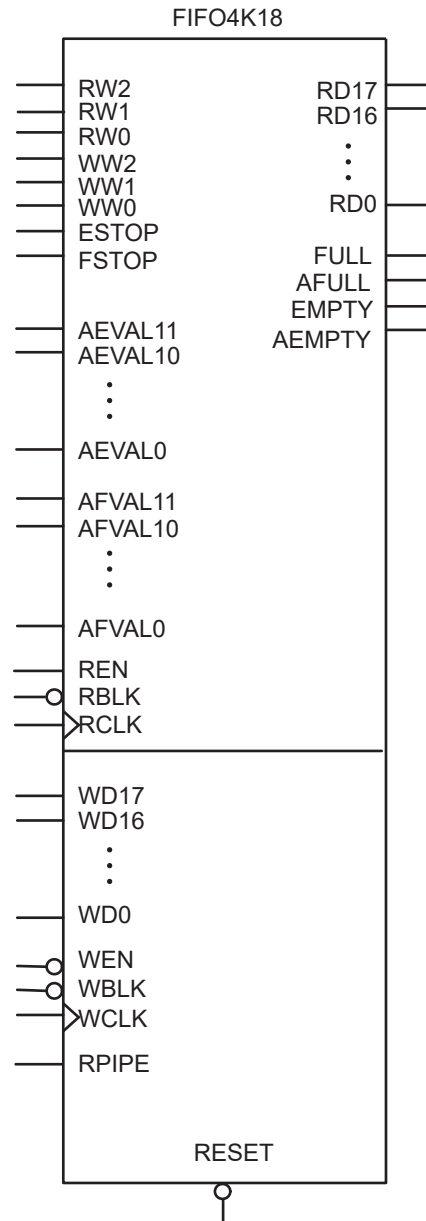 FIFO4K18
RW2
RW1
RW0
WW2
WW1
WW0
ESTOP
FSTOP
AEVAL11
AEVAL10
AEVAL0
AFVAL11
AFVAL10
AFVAL0
REN
RBLK
RCLK
WD17
WD16
WD0
WEN
WBLK
WCLK
RPIPE
RD17
RD16
RD0
FULL
AFULL
EMPTY
AEMPTY
RESET